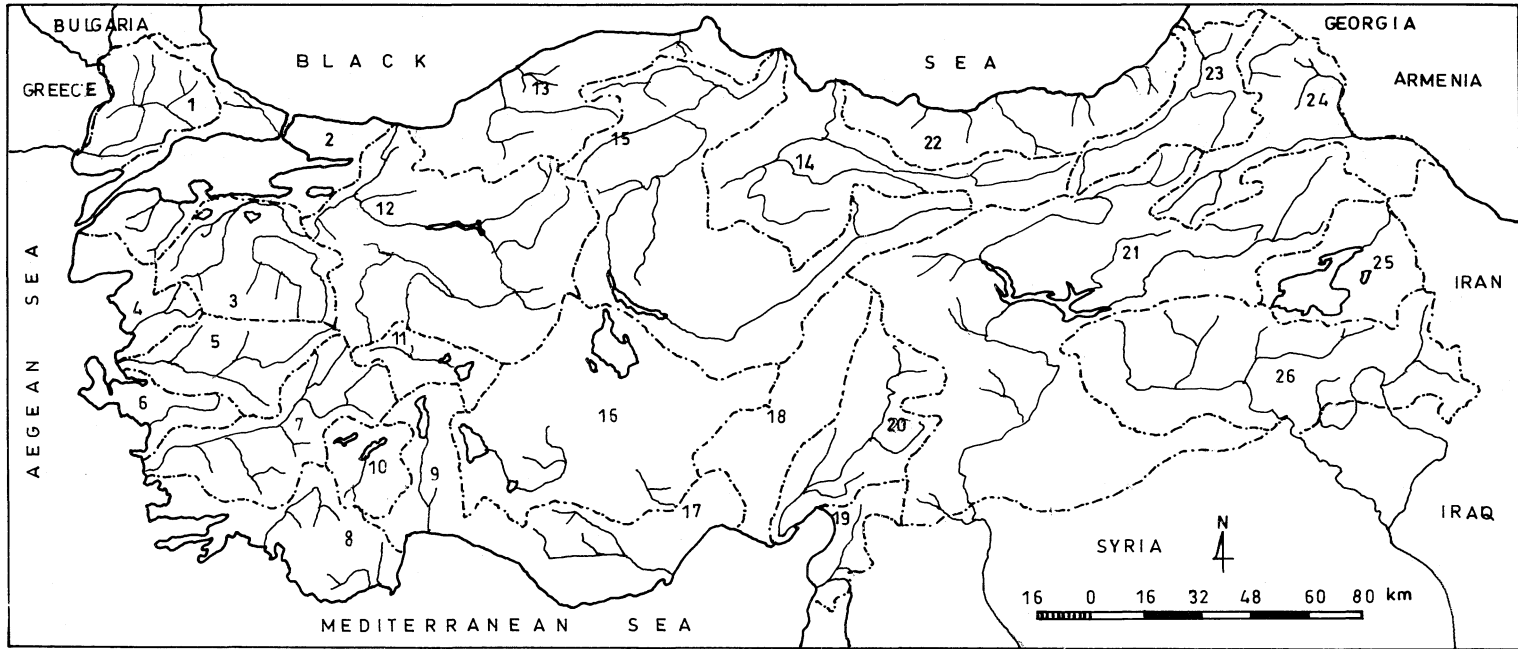 BULGARIA
GEORGIA
BLACK SEA
GREECE
ARMENIA
1
13
23
24
2
15
22
14
12
21
25
AEGEAN SEA
IRAN
4
3
5
11
26
6
16
18
7
20
10
9
17
19
8
IRAQ
SYRIA
N
16 0 16 32 48 60 80 km
MEDITERRANEAN SEA